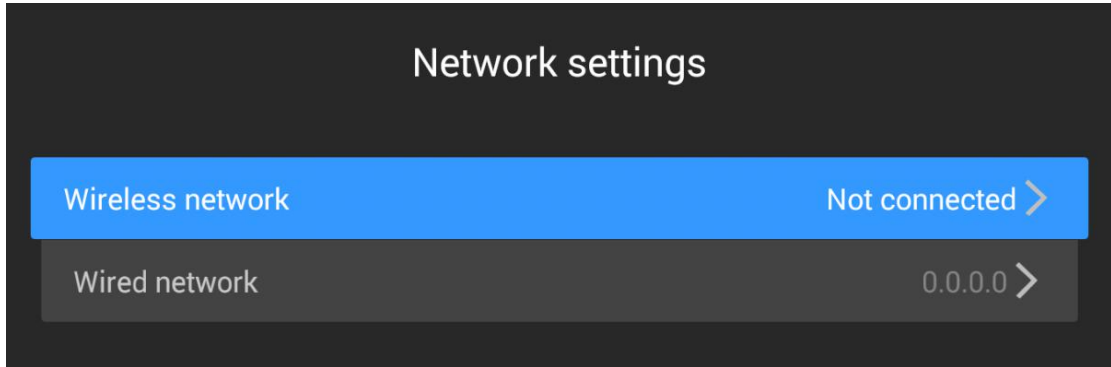 Network settings
Wireless network Not connected
Wired network 0.0.0.0